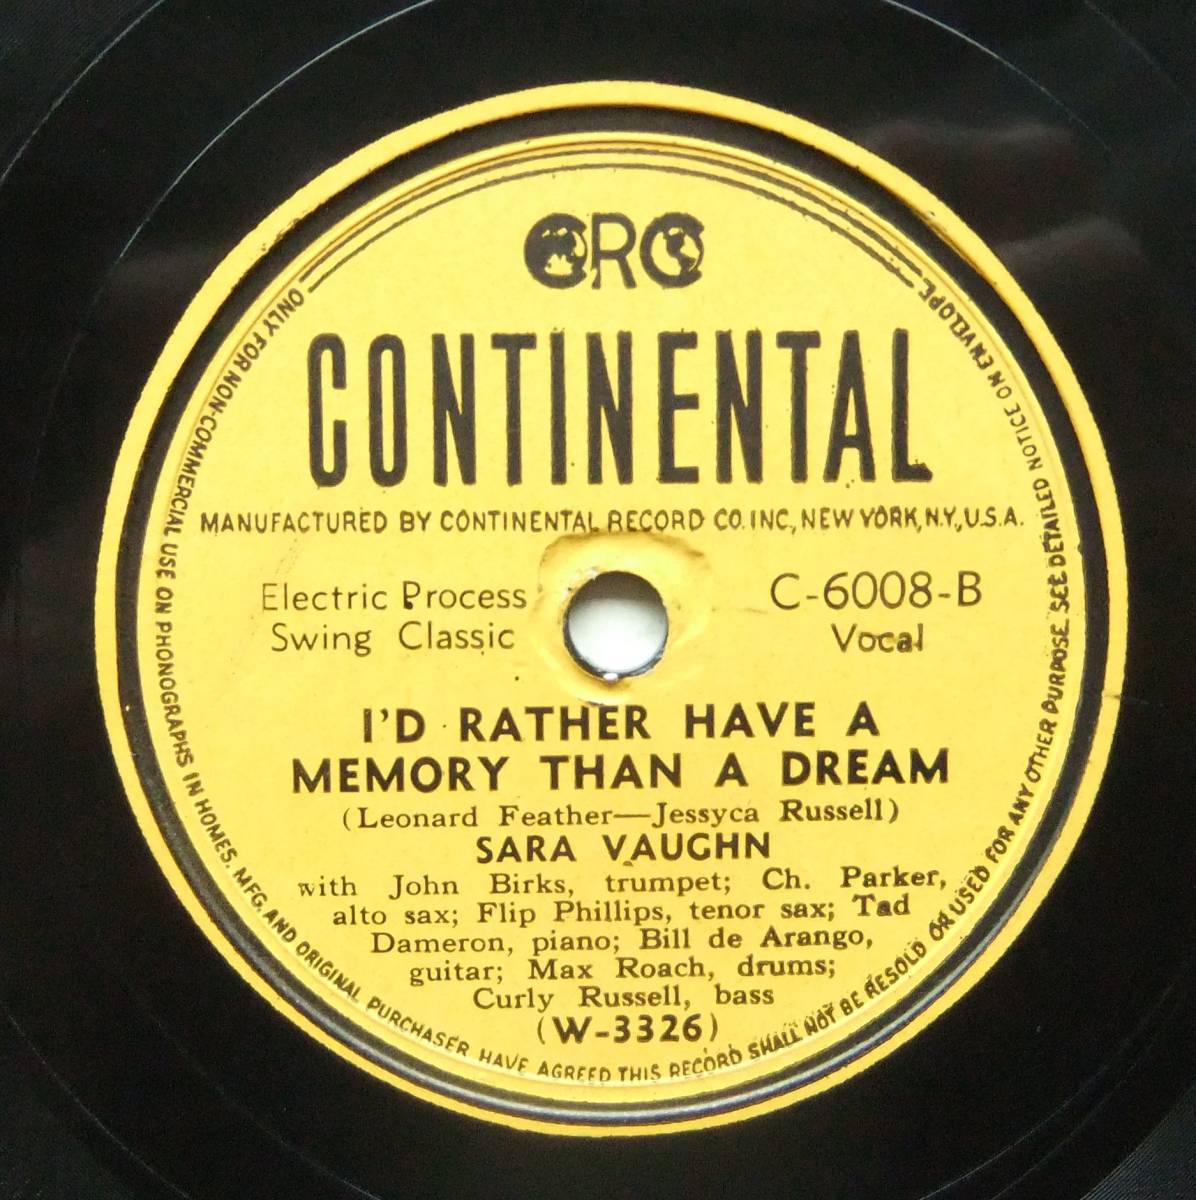 CRC
CONTINENTAL
MANUFACTURED BY CONTINENTAL RECORD CO. INC., NEW YORK, N.Y., U.S.A.
Electric Process
Swing Classic
C-6008-B
Vocal
I'D RATHER HAVE A
MEMORY THAN A DREAM
(Leonard Feather—Jessyca Russell)
SARA VAUGHN
with John Birks, trumpet; Ch. Parker,
alto sax; Flip Phillips, tenor sax; Tad
Dameron, piano; Bill de Arango,
guitar; Max Roach, drums;
Curly Russell, bass
(W-3326)
ONLY FOR NON-COMMERCIAL USE ON PHONOGRAPHS IN HOMES. MFG. AND ORIGINAL PURCHASER HAVE AGREED THIS RECORD SHALL NOT BE RESOLD OR USED FOR ANY OTHER PURPOSE. SEE DETAILED NOTICE ON ENVELOPE.